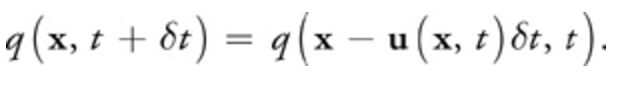 q(x, t + δt) = q(x − u(x, t)δt, t).